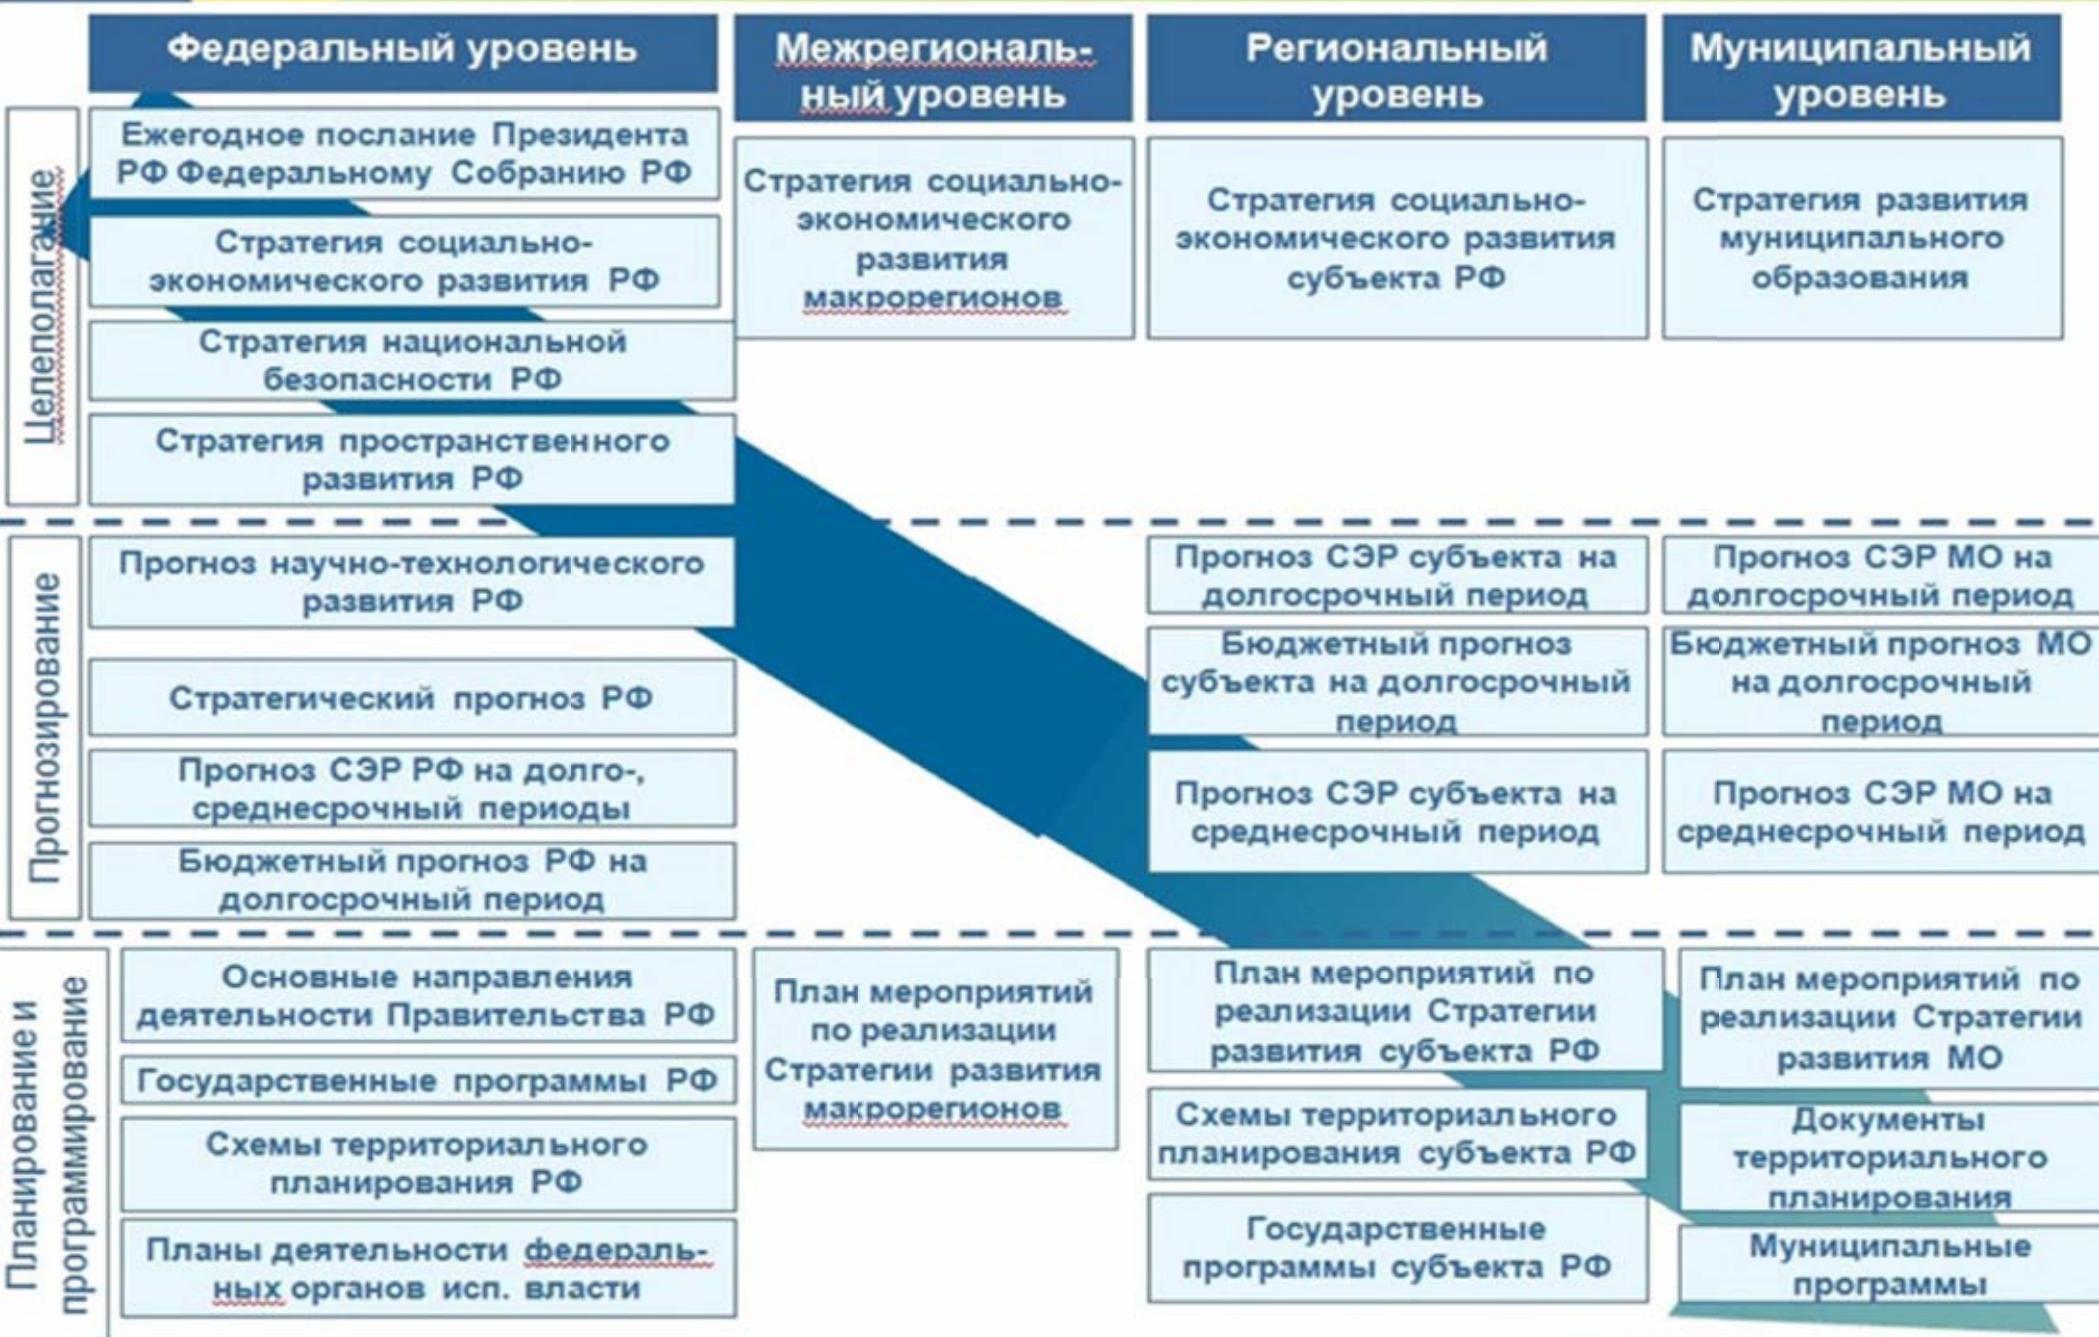 Федеральный уровень
Межрегиональ-
ный уровень
Региональный
уровень
Муниципальный
уровень
Целеполагание
Ежегодное послание Президента
РФ Федеральному Собранию РФ
Стратегия социально-
экономического развития РФ
Стратегия национальной
безопасности РФ
Стратегия пространственного
развития РФ
Стратегия социально-
экономического
развития
макрорегионов
Стратегия социально-
экономического развития
субъекта РФ
Стратегия развития
муниципального
образования
Прогнозирование
Прогноз научно-технологического
развития РФ
Стратегический прогноз РФ
Прогноз СЭР РФ на долго-,
среднесрочный периоды
Бюджетный прогноз РФ на
долгосрочный период
Прогноз СЭР субъекта на
долгосрочный период
Бюджетный прогноз
субъекта на долгосрочный
период
Прогноз СЭР субъекта на
среднесрочный период
Прогноз СЭР МО на
долгосрочный период
Бюджетный прогноз МО
на долгосрочный
период
Прогноз СЭР МО на
среднесрочный период
Планирование и
программирование
Основные направления
деятельности Правительства РФ
Государственные программы РФ
Схемы территориального
планирования РФ
Планы деятельности федераль-
ных органов исп. власти
План мероприятий
по реализации
Стратегии развития
макрорегионов
План мероприятий по
реализации Стратегии
развития субъекта РФ
Схемы территориального
планирования субъекта РФ
Государственные
программы субъекта РФ
План мероприятий по
реализации Стратегии
развития МО
Документы
территориального
планирования
Муниципальные
программы